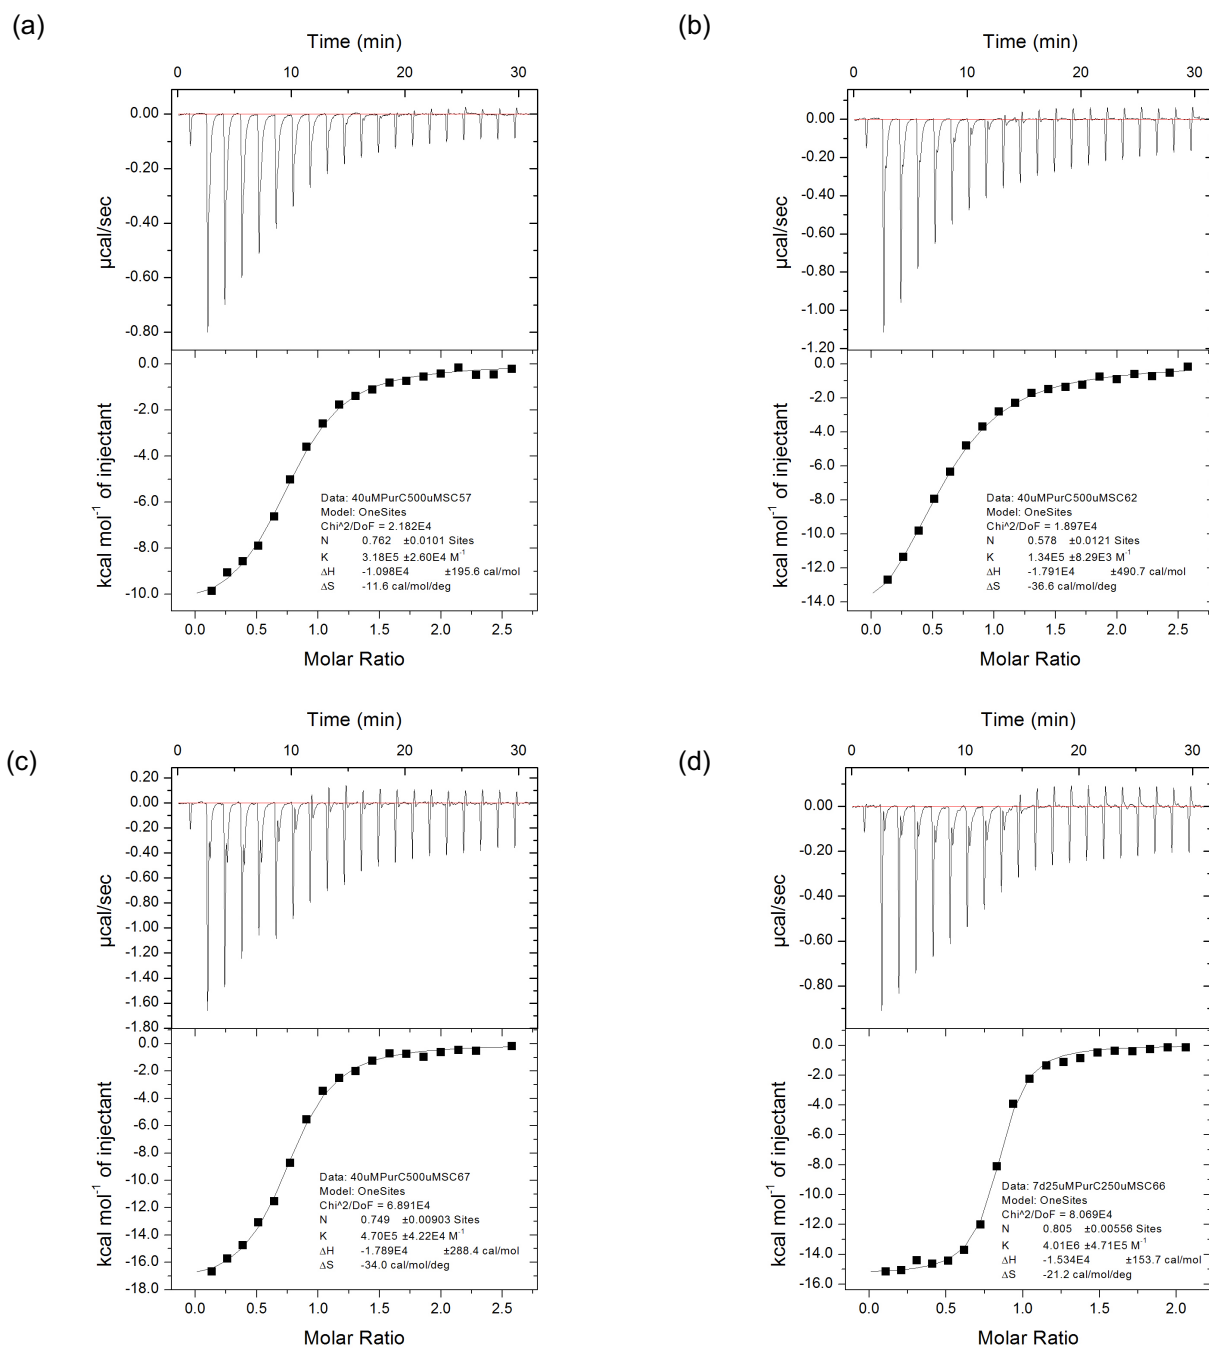 (a)
Time (min)
0 10 20 30
0.00
-0.20
-0.40
-0.60
-0.80
µcal/sec
0.0
-2.0
-4.0
-6.0
-8.0
-10.0
kcal mol⁻¹ of injectant
Data: 40uMPurC500uMSC57
Model: OneSites
Chi^2/DoF = 2.182E4
N 0.762 ±0.0101 Sites
K 3.18E5 ±2.60E4 M⁻¹
ΔH -1.098E4 ±195.6 cal/mol
ΔS -11.6 cal/mol/deg
0.0 0.5 1.0 1.5 2.0 2.5
Molar Ratio
(b)
Time (min)
0 10 20 30
0.00
-0.20
-0.40
-0.60
-0.80
-1.00
-1.20
µcal/sec
0.0
-2.0
-4.0
-6.0
-8.0
-10.0
-12.0
-14.0
kcal mol⁻¹ of injectant
Data: 40uMPurC500uMSC62
Model: OneSites
Chi^2/DoF = 1.897E4
N 0.578 ±0.0121 Sites
K 1.34E5 ±8.29E3 M⁻¹
ΔH -1.791E4 ±490.7 cal/mol
ΔS -36.6 cal/mol/deg
0.0 0.5 1.0 1.5 2.0 2.5
Molar Ratio
(c)
Time (min)
0 10 20 30
0.20
0.00
-0.20
-0.40
-0.60
-0.80
-1.00
-1.20
-1.40
-1.60
-1.80
µcal/sec
0.0
-2.0
-4.0
-6.0
-8.0
-10.0
-12.0
-14.0
-16.0
-18.0
kcal mol⁻¹ of injectant
Data: 40uMPurC500uMSC67
Model: OneSites
Chi^2/DoF = 6.891E4
N 0.749 ±0.00903 Sites
K 4.70E5 ±4.22E4 M⁻¹
ΔH -1.789E4 ±288.4 cal/mol
ΔS -34.0 cal/mol/deg
0.0 0.5 1.0 1.5 2.0 2.5
Molar Ratio
(d)
Time (min)
0 10 20 30
0.00
-0.20
-0.40
-0.60
-0.80
µcal/sec
0.0
-2.0
-4.0
-6.0
-8.0
-10.0
-12.0
-14.0
-16.0
kcal mol⁻¹ of injectant
Data: 7d25uMPurC250uMSC66
Model: OneSites
Chi^2/DoF = 8.069E4
N 0.805 ±0.00556 Sites
K 4.01E6 ±4.71E5 M⁻¹
ΔH -1.534E4 ±153.7 cal/mol
ΔS -21.2 cal/mol/deg
0.0 0.5 1.0 1.5 2.0
Molar Ratio